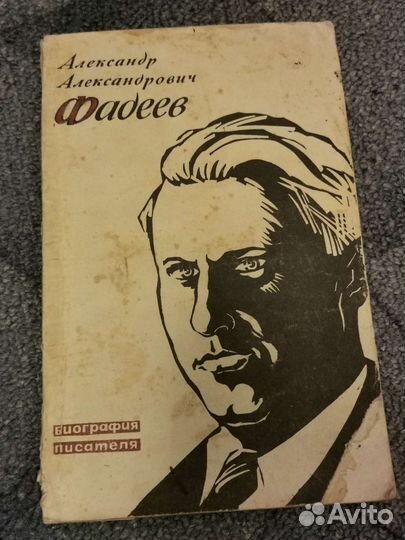 Александр
Александрович
Фадеев
Биография
писателя
Avito